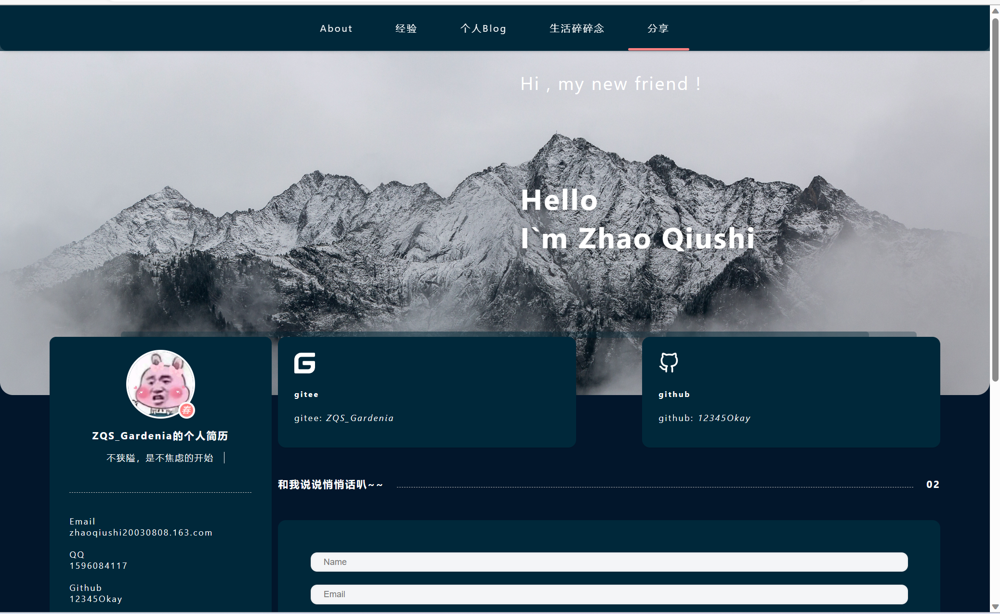 About
经验
个人Blog
生活碎碎念
分享
Hi , my new friend !
Hello
I`m Zhao Qiushi
春
ZQS_Gardenia的个人简历
不狭隘，是不焦虑的开始
Email
zhaoqiushi20030808.163.com
QQ
1596084117
Github
12345Okay
gitee
gitee: ZQS_Gardenia
github
github: 12345Okay
和我说说悄悄话叭~~
02
Name
Email